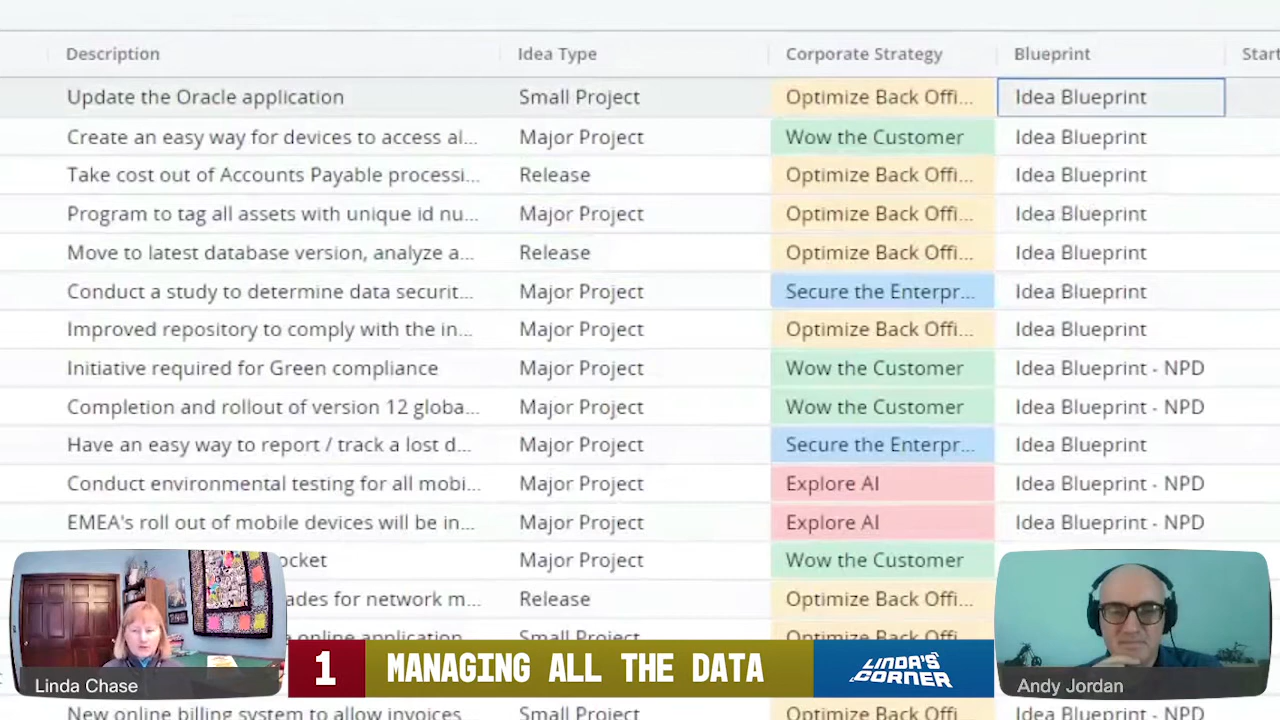 Description Idea Type Corporate Strategy Blueprint Start
Update the Oracle application Small Project Optimize Back Offi... Idea Blueprint
Create an easy way for devices to access al... Major Project Wow the Customer Idea Blueprint
Take cost out of Accounts Payable processi... Release Optimize Back Offi... Idea Blueprint
Program to tag all assets with unique id nu... Major Project Optimize Back Offi... Idea Blueprint
Move to latest database version, analyze a... Release Optimize Back Offi... Idea Blueprint
Conduct a study to determine data securit... Major Project Secure the Enterpr... Idea Blueprint
Improved repository to comply with the in... Major Project Optimize Back Offi... Idea Blueprint
Initiative required for Green compliance Major Project Wow the Customer Idea Blueprint - NPD
Completion and rollout of version 12 globa... Major Project Wow the Customer Idea Blueprint - NPD
Have an easy way to report / track a lost d... Major Project Secure the Enterpr... Idea Blueprint
Conduct environmental testing for all mobi... Major Project Explore AI Idea Blueprint - NPD
EMEA's roll out of mobile devices will be in... Major Project Explore AI Idea Blueprint - NPD
ocket Major Project Wow the Customer
ades for network m... Release Optimize Back Offi...
online application Small Project Optimize Back Offi...
Linda Chase
1 MANAGING ALL THE DATA LINDA'S CORNER
Andy Jordan
New online billing system to allow invoices Small Project Optimize Back Offi... Idea Blueprint - NPD